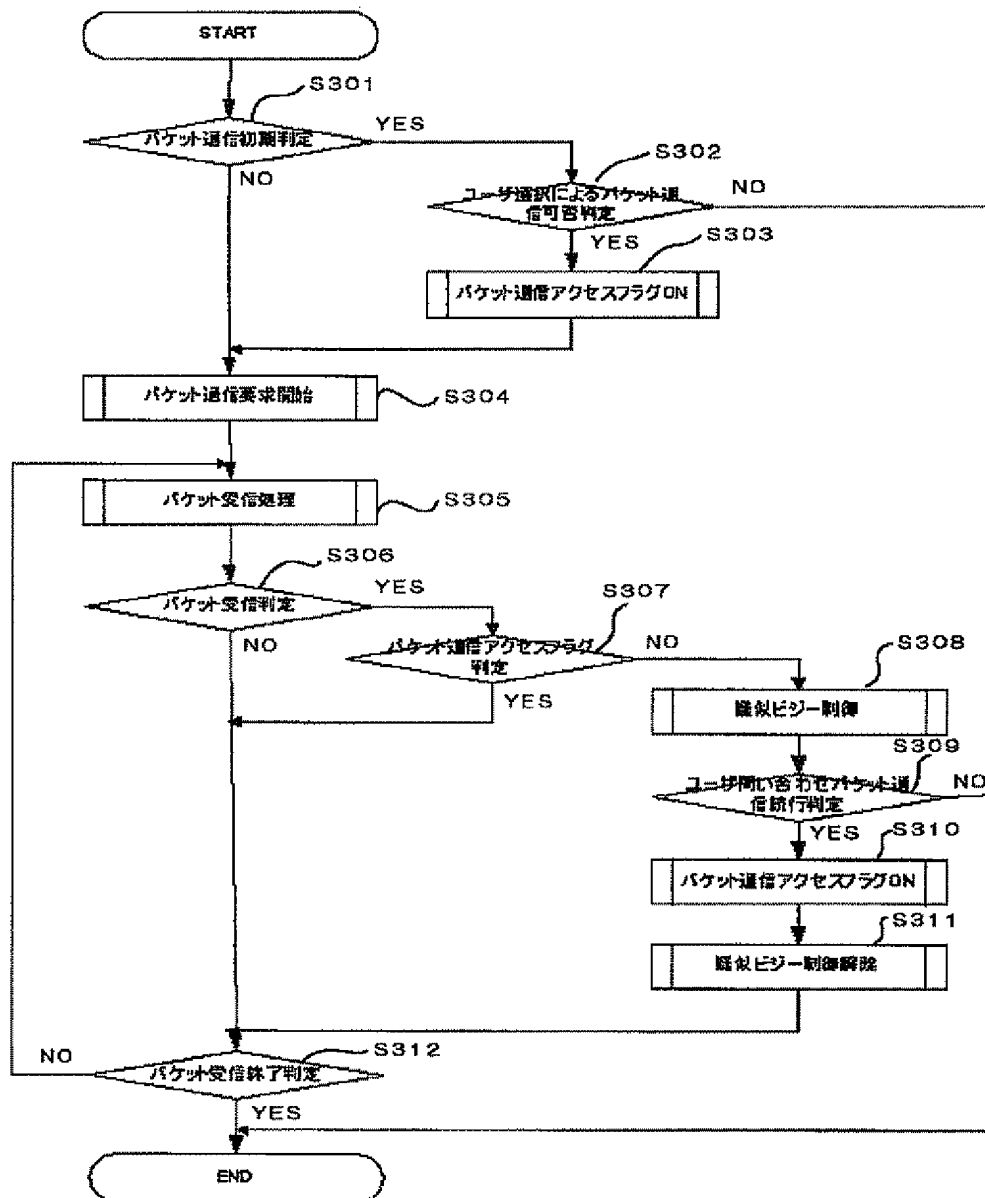 START
S301
パケット通信初期判定
YES
NO
S302
ユーザ選択によるパケット通
信可否判定
NO
YES
S303
パケット通信アクセスフラグON
パケット通信要求開始
S304
パケット受信処理
S305
S306
パケット受信判定
YES
NO
S307
パケット通信アクセスフラグ
判定
NO
YES
S308
疑似ビジー制御
S309
ユーザ問い合わせパケット通
信続行判定
NO
YES
S310
パケット通信アクセスフラグON
S311
疑似ビジー制御解除
S312
パケット受信終了判定
NO
YES
END